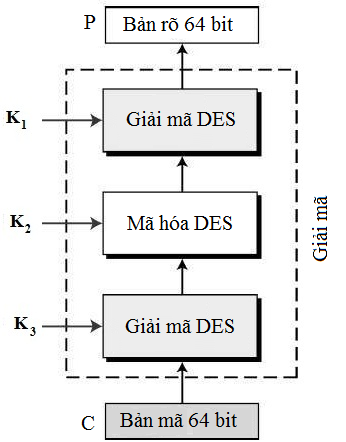 P Bản rõ 64 bit
K1 Giải mã DES
K2 Mã hóa DES
Giải mã
K3 Giải mã DES
C Bản mã 64 bit